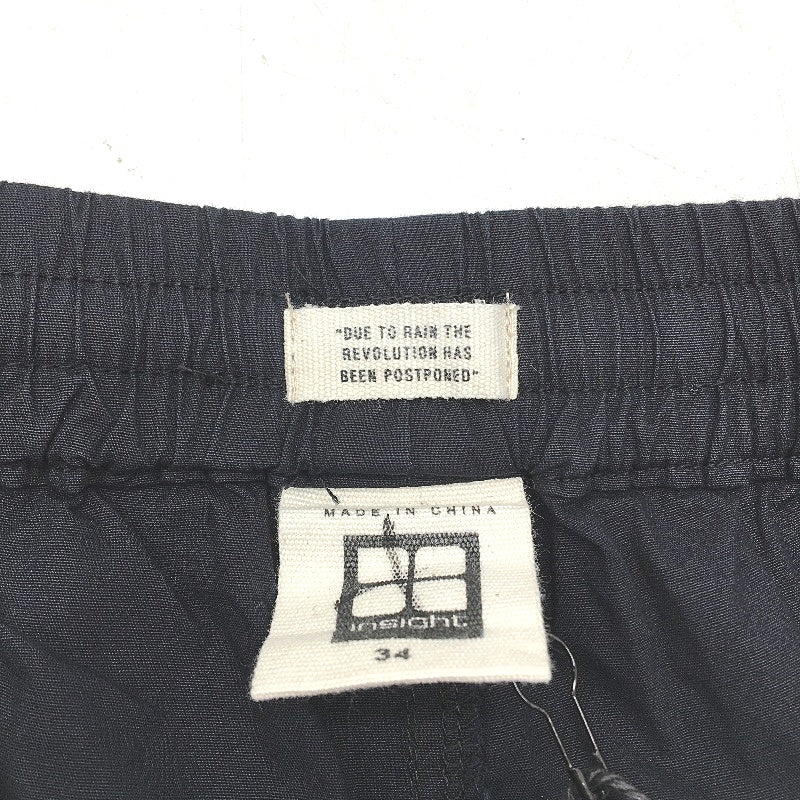 "DUE TO RAIN THE
REVOLUTION HAS
BEEN POSTPONED"
MADE IN CHINA
insight
34